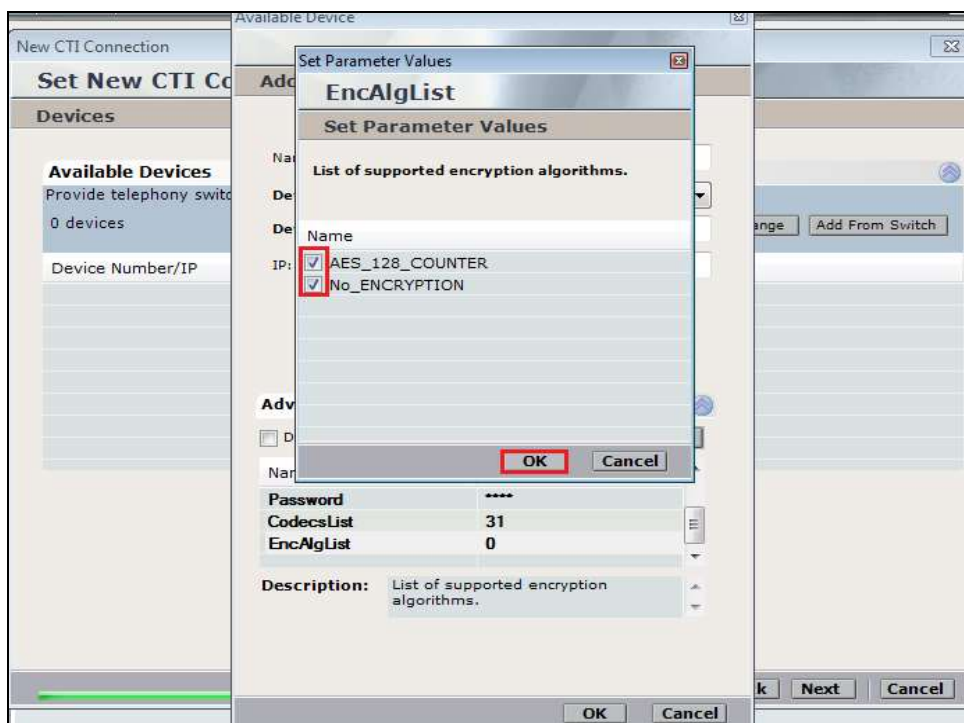 Available Device
New CTI Connection
Set New CTI Co
Devices
Available Devices
Provide telephony switc
0 devices
Add From Switch
Device Number/IP
Set Parameter Values
EncAlgList
Set Parameter Values
List of supported encryption algorithms.
Name
AES_128_COUNTER
No_ENCRYPTION
OK Cancel
IP:
Password ****
CodecsList 31
EncAlgList 0
Description: List of supported encryption
algorithms.
Next Cancel
OK Cancel